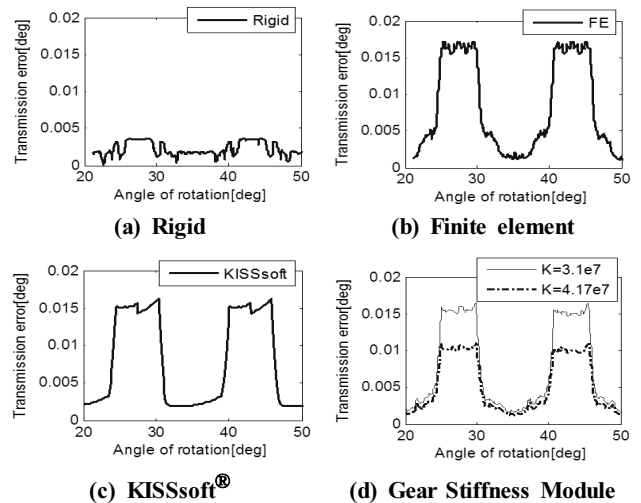 Rigid
Transmission error[deg]
0.02
0.015
0.01
0.005
0
20
30
40
50
Angle of rotation[deg]
(a) Rigid
FE
Transmission error[deg]
0.02
0.015
0.01
0.005
0
20
30
40
50
Angle of rotation[deg]
(b) Finite element
KISSsoft
Transmission error[deg]
0.02
0.015
0.01
0.005
0
20
30
40
50
Angle of rotation[deg]
(c) KISSsoft®
K=3.1e7
K=4.17e7
Transmission error[deg]
0.02
0.015
0.01
0.005
0
20
30
40
50
Angle of rotation[deg]
(d) Gear Stiffness Module